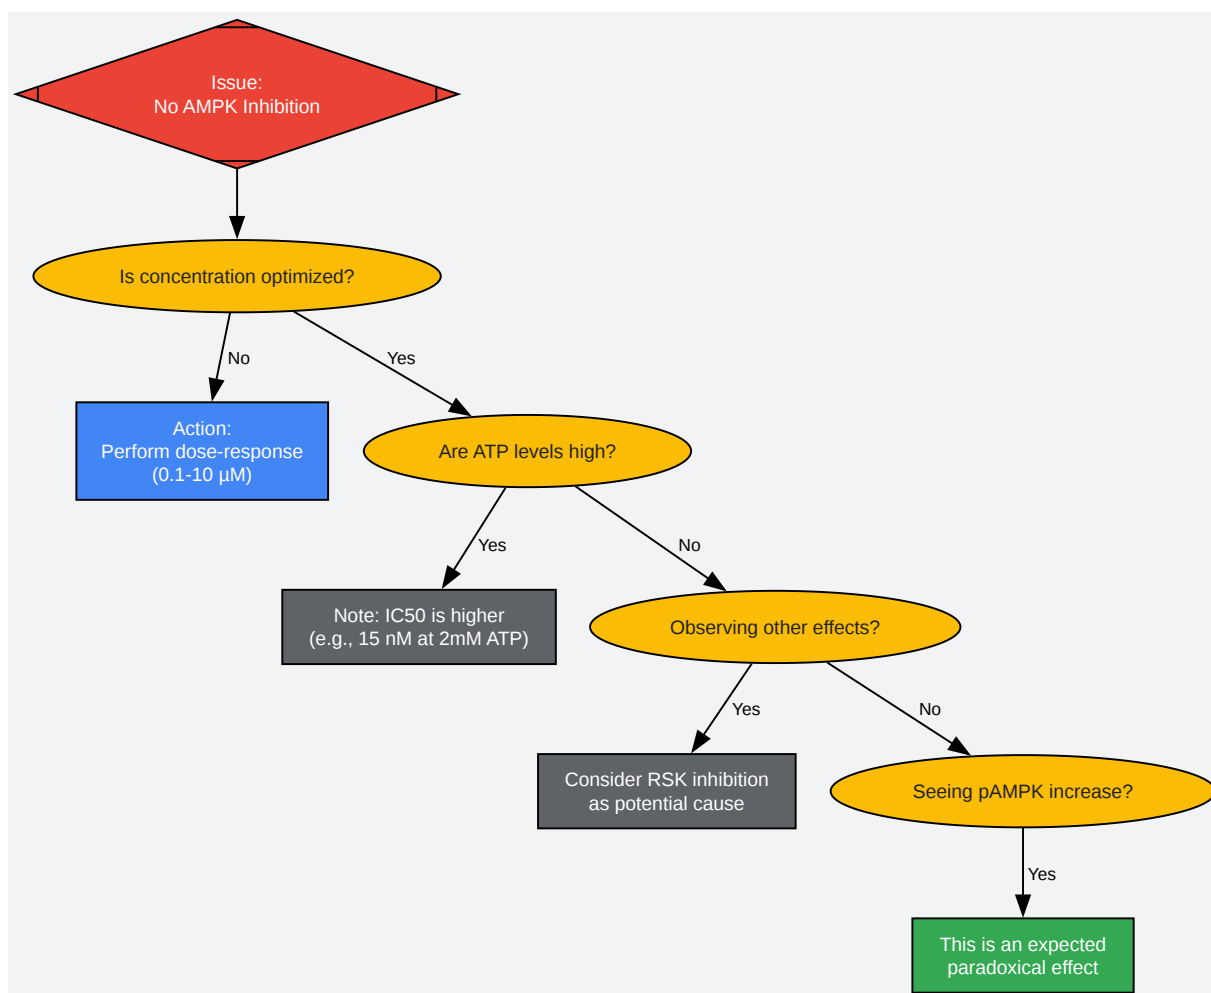 Issue:
No AMPK Inhibition
Is concentration optimized?
No
Yes
Action:
Perform dose-response
(0.1-10 µM)
Are ATP levels high?
Yes
No
Note: IC50 is higher
(e.g., 15 nM at 2mM ATP)
Observing other effects?
Yes
No
Consider RSK inhibition
as potential cause
Seeing pAMPK increase?
Yes
This is an expected
paradoxical effect